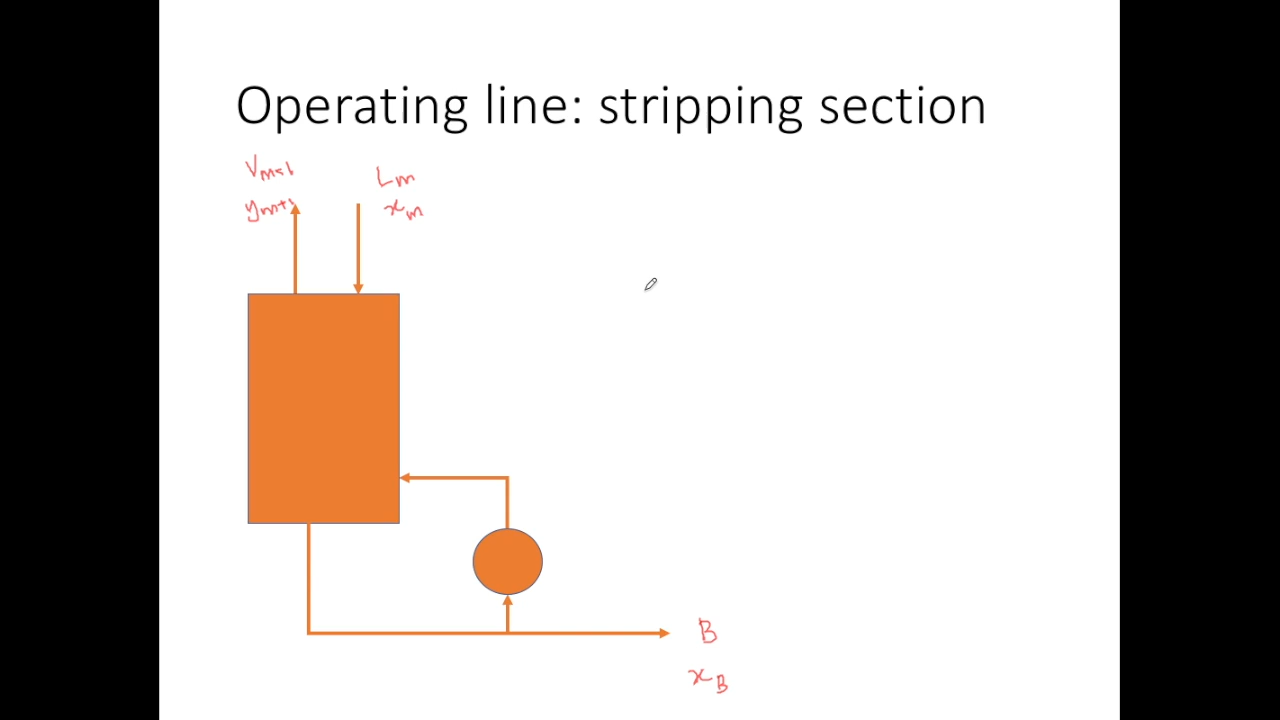 Operating line: stripping section
Vm+1
Lm
ym+1
xm
B
xB